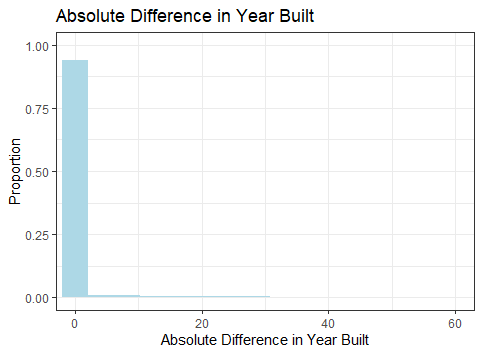 Absolute Difference in Year Built
1.00
0.75
Proportion
0.50
0.25
0.00
0 20 40 60
Absolute Difference in Year Built